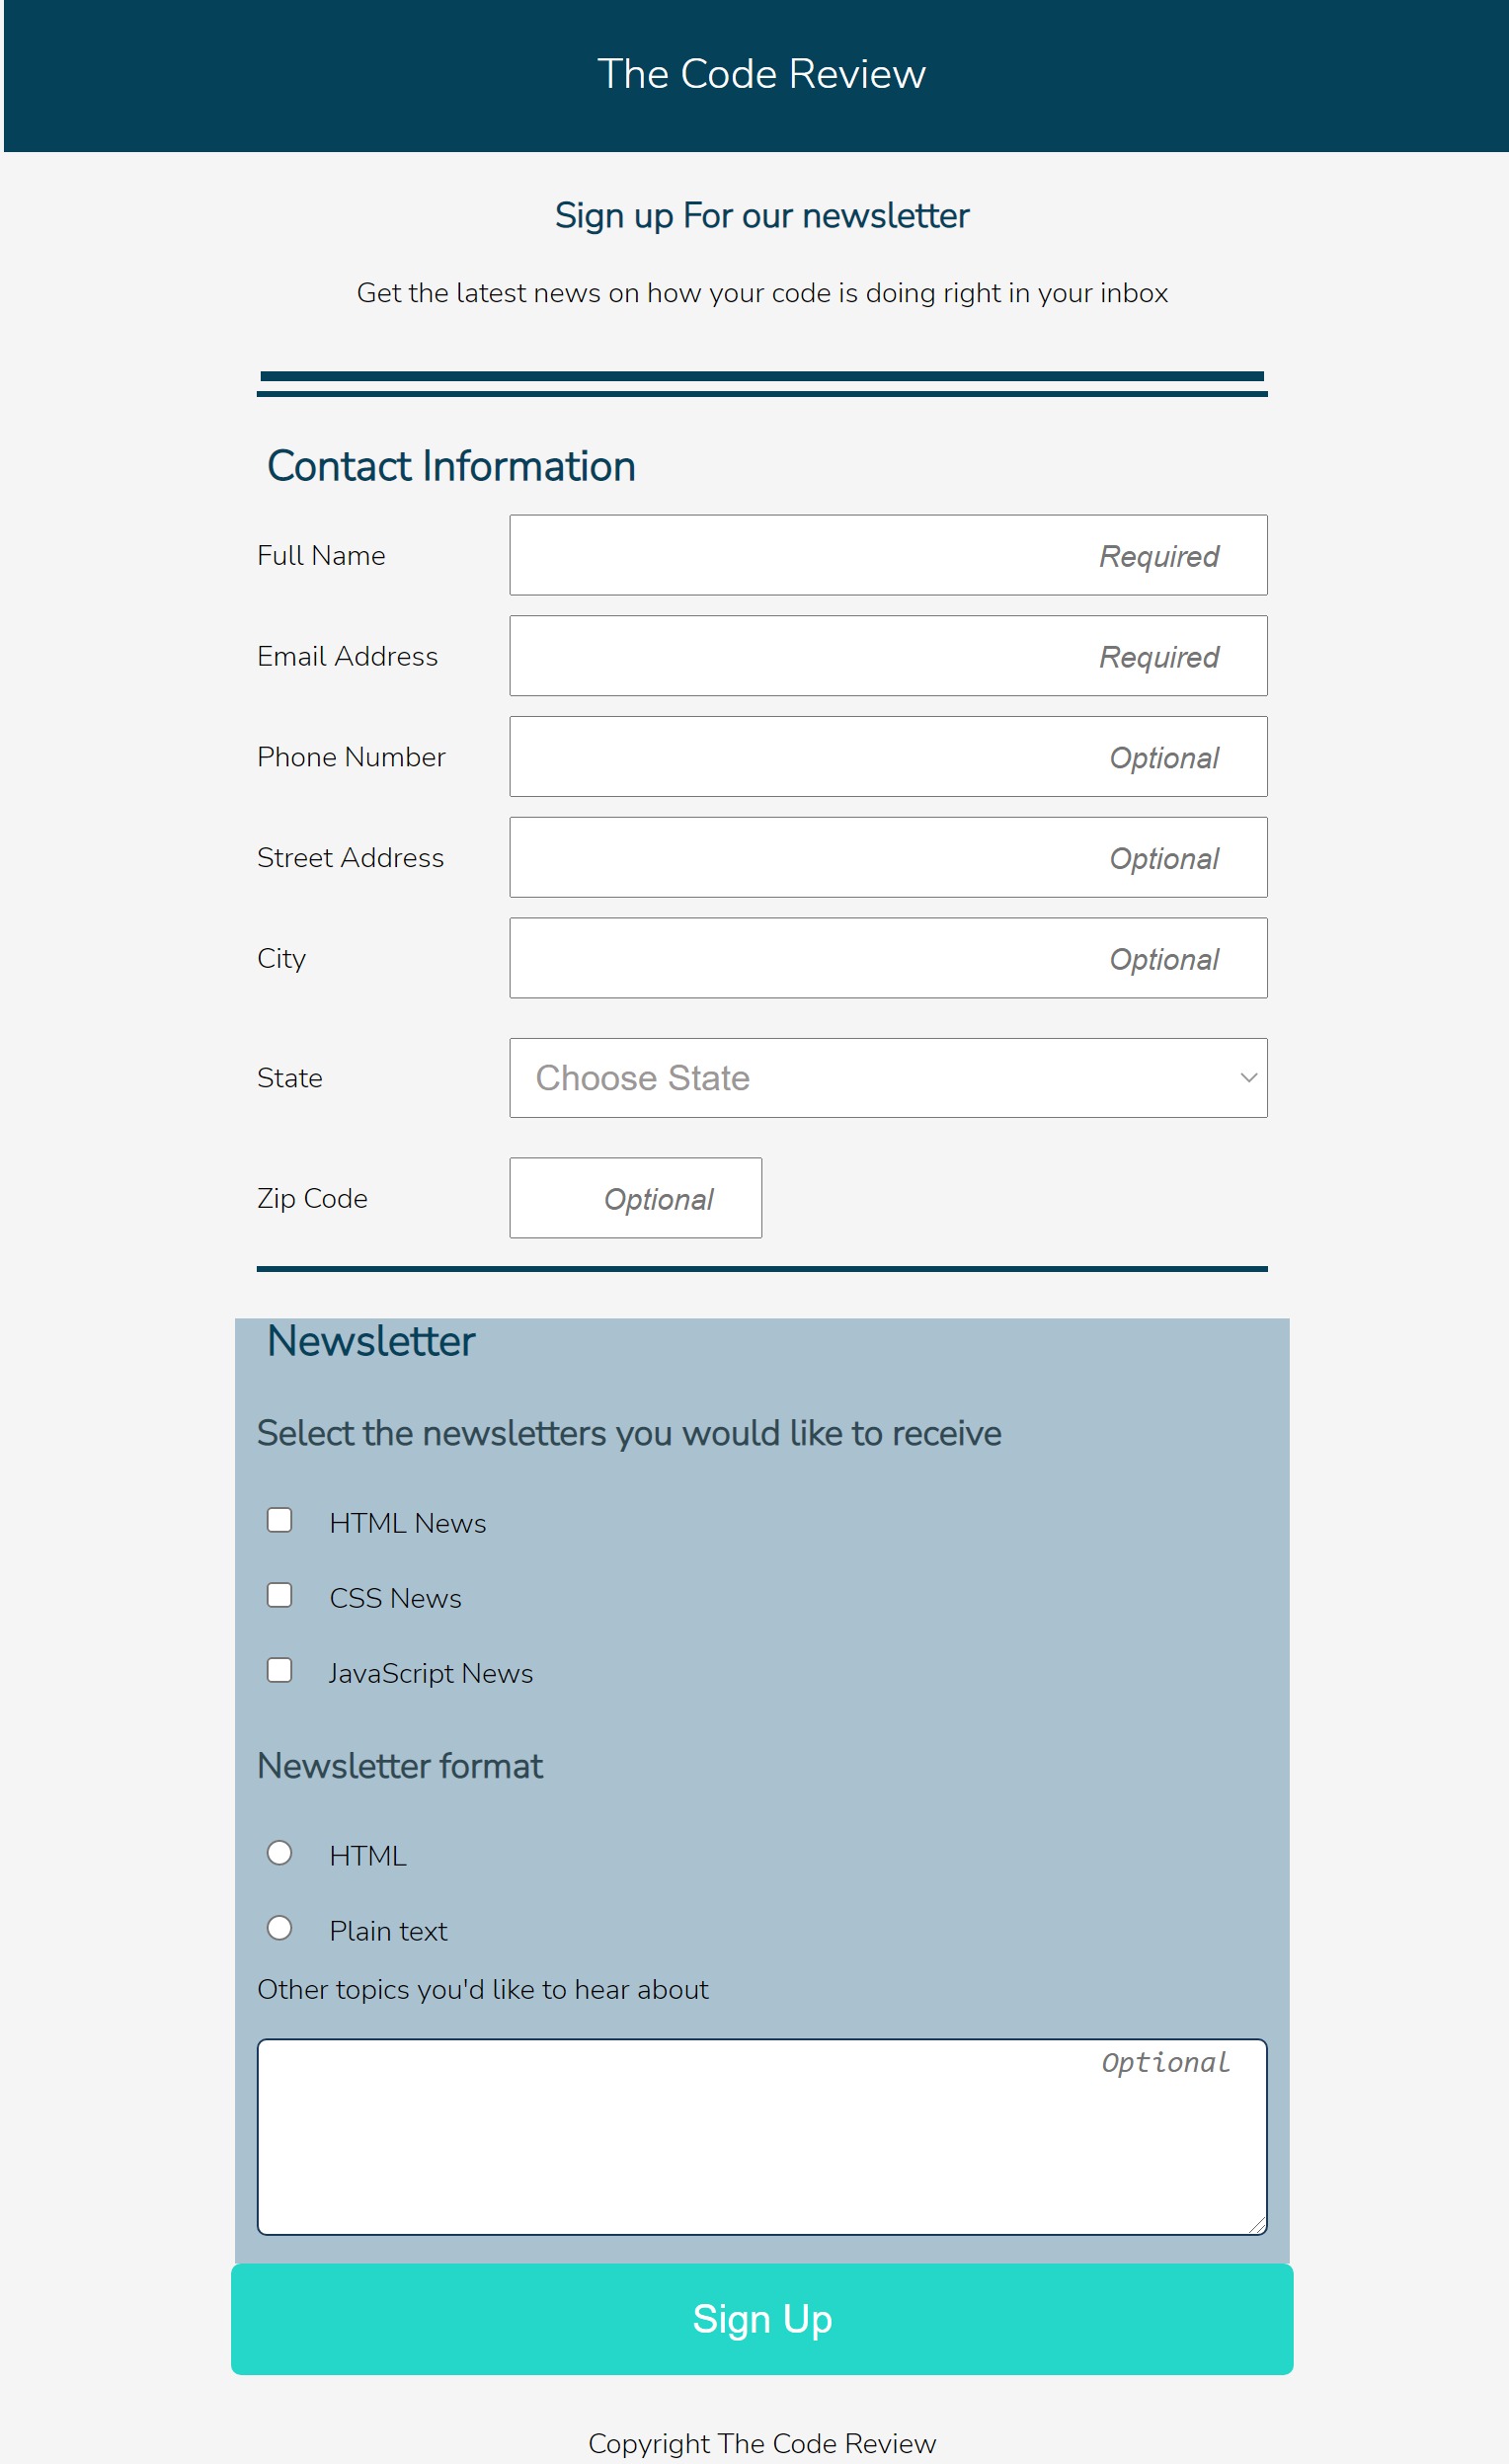 The Code Review
Sign up For our newsletter
Get the latest news on how your code is doing right in your inbox
Contact Information
Full Name Required
Email Address Required
Phone Number Optional
Street Address Optional
City Optional
State Choose State
Zip Code Optional
Newsletter
Select the newsletters you would like to receive
HTML News
CSS News
JavaScript News
Newsletter format
HTML
Plain text
Other topics you'd like to hear about
Optional
Sign Up
Copyright The Code Review